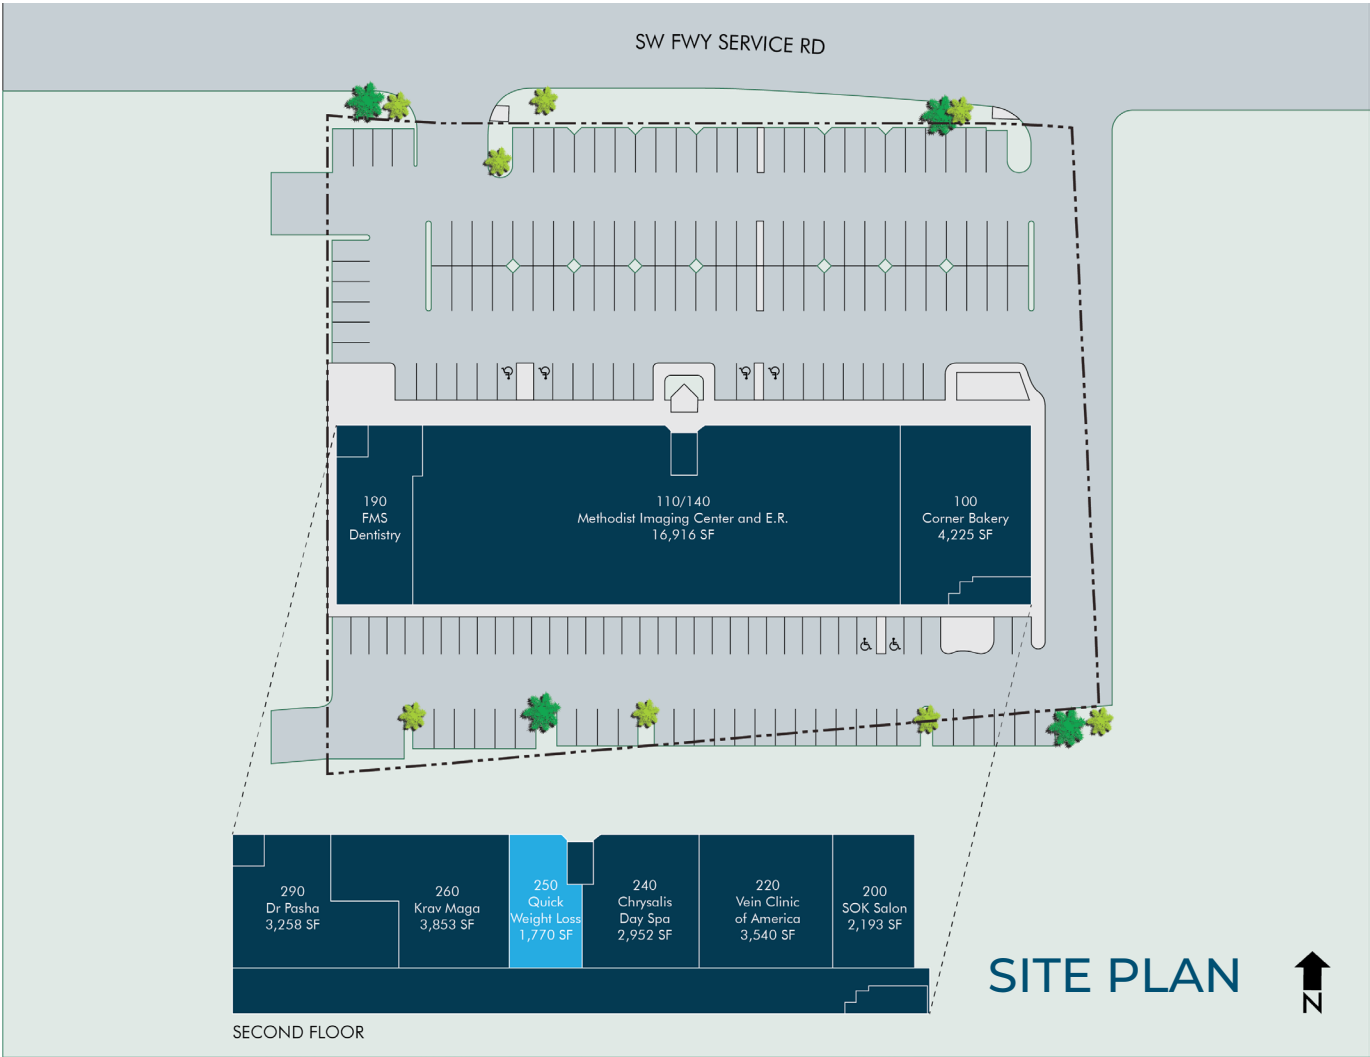 SW FWY SERVICE RD
190
FMS
Dentistry
110/140
Methodist Imaging Center and E.R.
16,916 SF
100
Corner Bakery
4,225 SF
290
Dr Pasha
3,258 SF
260
Krav Maga
3,853 SF
250
Quick
Weight Loss
1,770 SF
240
Chrysalis
Day Spa
2,952 SF
220
Vein Clinic
of America
3,540 SF
200
SOK Salon
2,193 SF
SECOND FLOOR
SITE PLAN
N